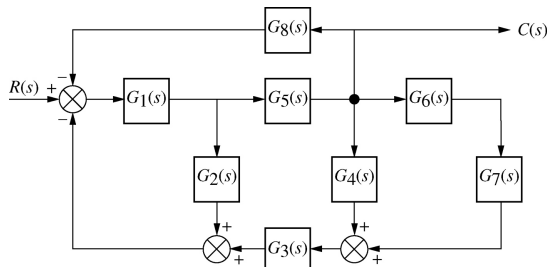 G8(s)
C(s)
R(s)
+
−
−
G1(s)
G5(s)
G6(s)
G2(s)
G4(s)
G7(s)
+
+
G3(s)
+
+